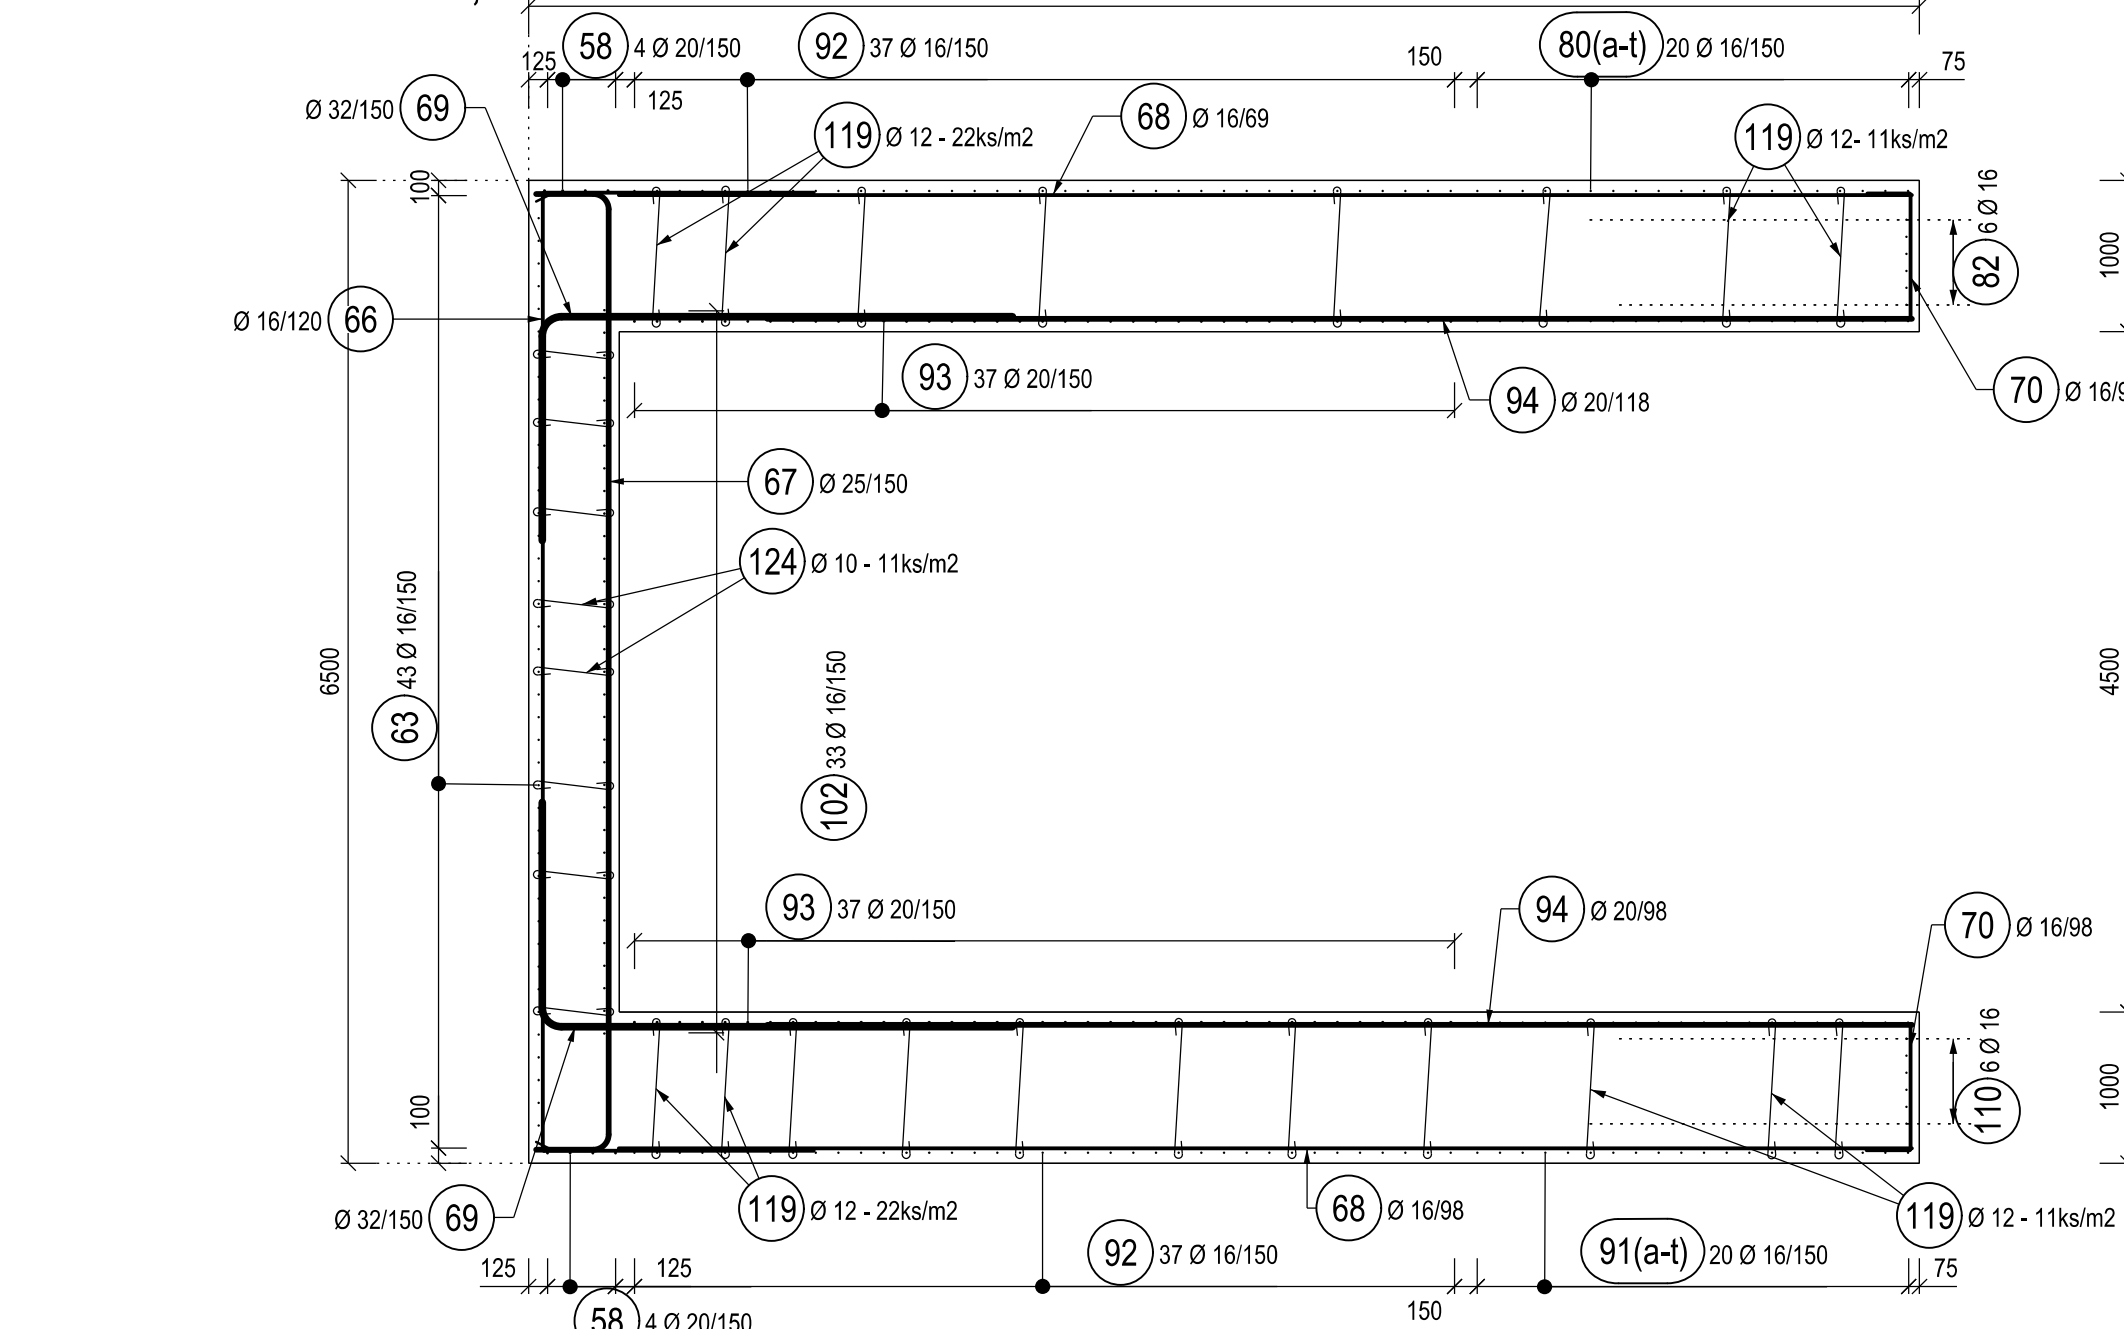 58 4 Ø 20/150
92 37 Ø 16/150
150
80(a-t) 20 Ø 16/150
75
125
125
Ø 32/150 69
119 Ø 12 - 22ks/m2
68 Ø 16/69
119 Ø 12- 11ks/m2
100
82 6 Ø 16
1000
Ø 16/120 66
93 37 Ø 20/150
94 Ø 20/118
70 Ø 16/9
67 Ø 25/150
124 Ø 10 - 11ks/m2
6500
63 43 Ø 16/150
102 33 Ø 16/150
4500
93 37 Ø 20/150
94 Ø 20/98
70 Ø 16/98
100
110 6 Ø 16
1000
Ø 32/150 69
119 Ø 12 - 22ks/m2
68 Ø 16/98
119 Ø 12 - 11ks/m2
125
125
92 37 Ø 16/150
91(a-t) 20 Ø 16/150
75
58 4 Ø 20/150
150